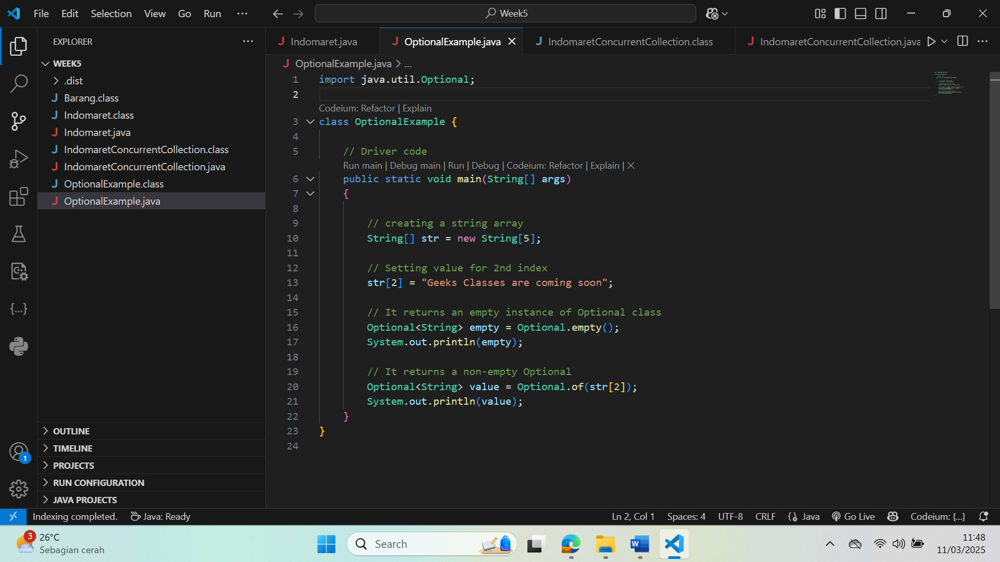 File Edit Selection View Go Run ···
Week5
EXPLORER ···
WEEK5
.dist
J Barang.class
J Indomaret.class
J Indomaret.java
J IndomaretConcurrentCollection.class
J IndomaretConcurrentCollection.java
J OptionalExample.class
J OptionalExample.java
OUTLINE
TIMELINE
PROJECTS
RUN CONFIGURATION
JAVA PROJECTS
1
J Indomaret.java J OptionalExample.java J IndomaretConcurrentCollection.class J IndomaretConcurrentCollection.java
J OptionalExample.java > ...
1 import java.util.Optional;
2
Codeium: Refactor | Explain
3 class OptionalExample {
4
5 // Driver code
Run main | Debug main | Run | Debug | Codeium: Refactor | Explain | ×
6 public static void main(String[] args)
7 {
8
9 // creating a string array
10 String[] str = new String[5];
11
12 // Setting value for 2nd index
13 str[2] = "Geeks Classes are coming soon";
14
15 // It returns an empty instance of Optional class
16 Optional<String> empty = Optional.empty();
17 System.out.println(empty);
18
19 // It returns a non-empty Optional
20 Optional<String> value = Optional.of(str[2]);
21 System.out.println(value);
22 }
23 }
24
Indexing completed. Java: Ready Ln 2, Col 1 Spaces: 4 UTF-8 CRLF Java Go Live Codeium: {...}
3
26°C
Sebagian cerah
Search
W
11:48
11/03/2025